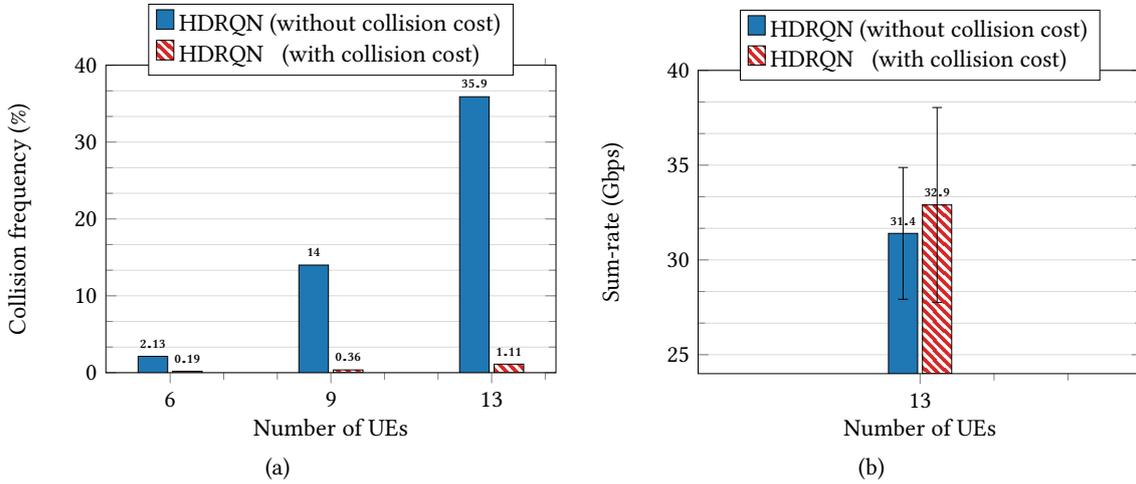 HDRQN (without collision cost)
HDRQN (with collision cost)
Collision frequency (%)
40
30
20
10
0
2.13
0.19
14
0.36
35.9
1.11
6
9
13
Number of UEs
(a)
HDRQN (without collision cost)
HDRQN (with collision cost)
Sum-rate (Gbps)
40
35
30
25
31.4
32.9
13
Number of UEs
(b)